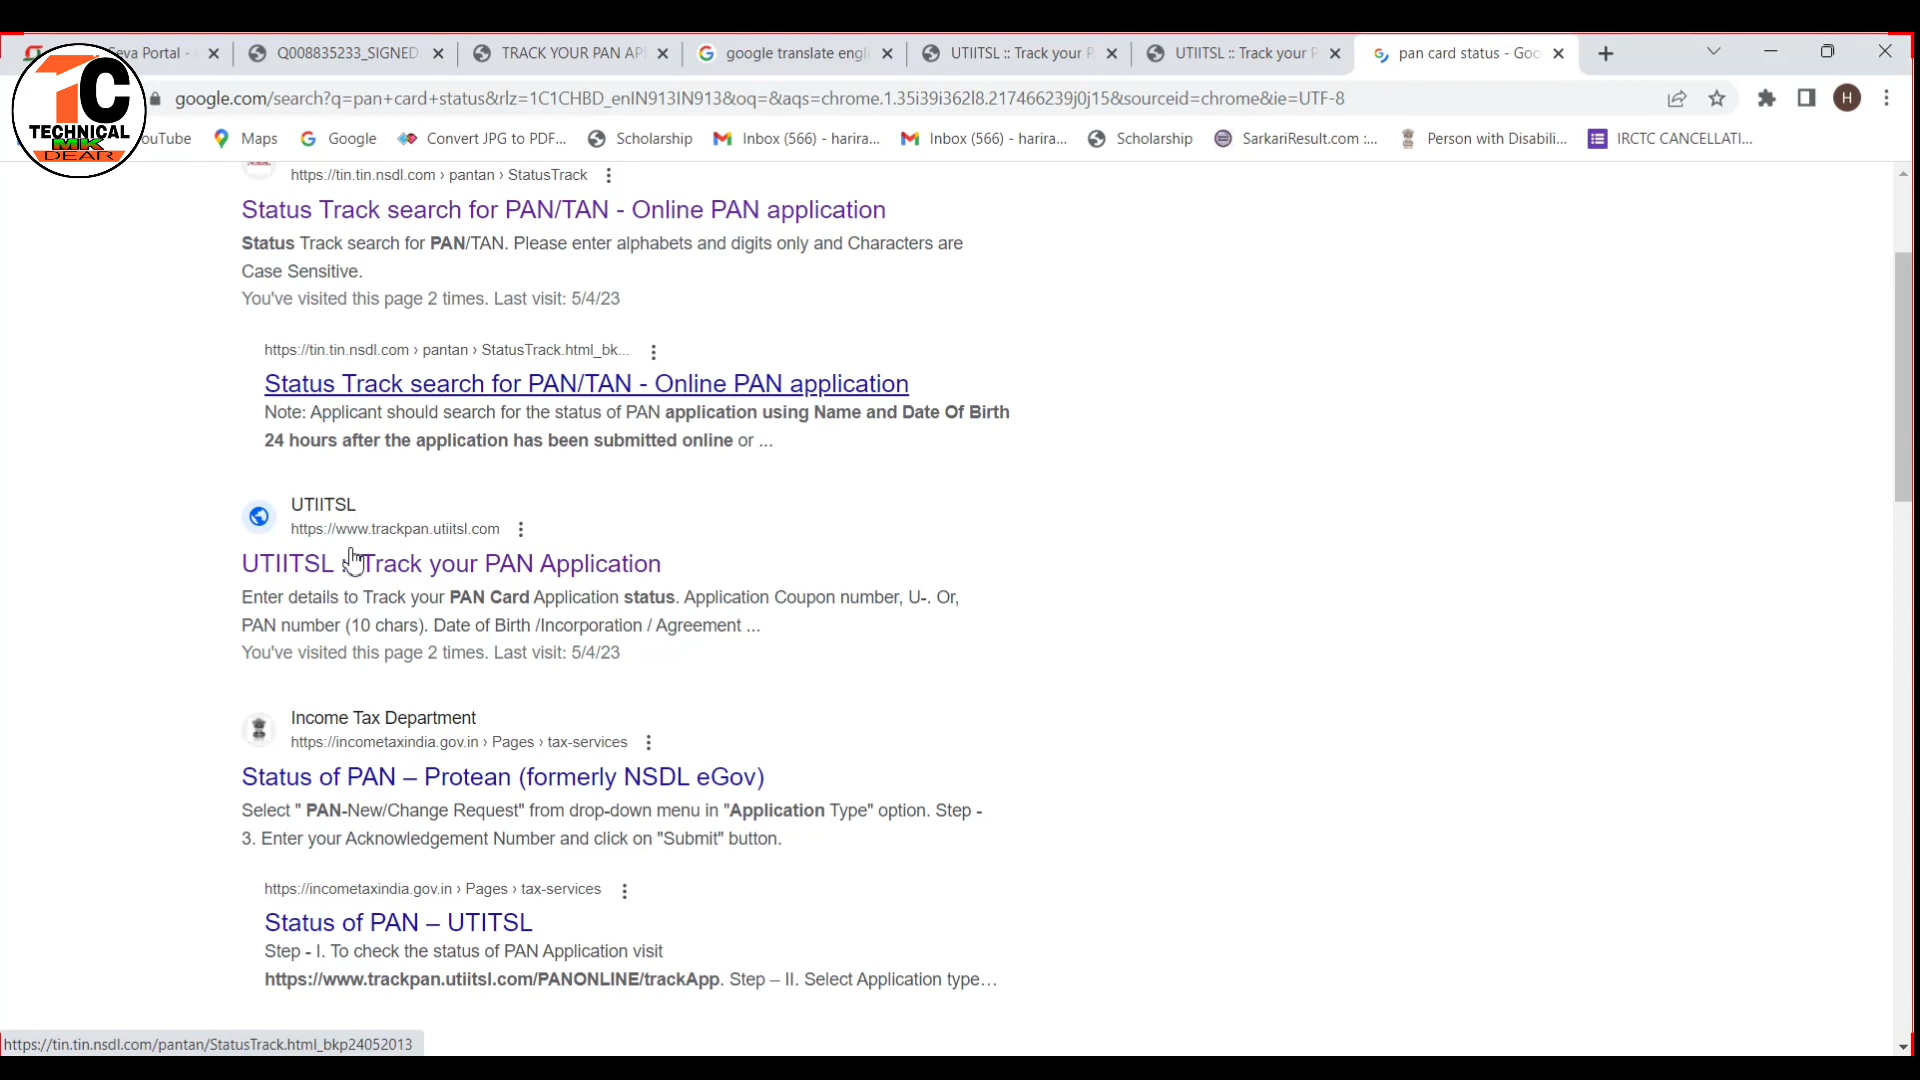 Seva Portal -
Q008835233_SIGNED
TRACK YOUR PAN AP
google translate engli
UTIITSL :: Track your P
UTIITSL :: Track your P
pan card status - Goo
google.com/search?q=pan+card+status&rlz=1C1CHBD_enIN913IN913&oq=&aqs=chrome.1.35i39i362l8.217466239j0j15&sourceid=chrome&ie=UTF-8
H
TC
TECHNICAL
MK
DEAR
ouTube
Maps
Google
Convert JPG to PDF...
Scholarship
Inbox (566) - harira...
Inbox (566) - harira...
Scholarship
SarkariResult.com :...
Person with Disabili...
IRCTC CANCELLATI...
https://tin.tin.nsdl.com › pantan › StatusTrack
Status Track search for PAN/TAN - Online PAN application
Status Track search for PAN/TAN. Please enter alphabets and digits only and Characters are
Case Sensitive.
You've visited this page 2 times. Last visit: 5/4/23
https://tin.tin.nsdl.com › pantan › StatusTrack.html_bk...
Status Track search for PAN/TAN - Online PAN application
Note: Applicant should search for the status of PAN application using Name and Date Of Birth
24 hours after the application has been submitted online or ...
UTIITSL
https://www.trackpan.utiitsl.com
UTIITSL :: Track your PAN Application
Enter details to Track your PAN Card Application status. Application Coupon number, U-. Or,
PAN number (10 chars). Date of Birth /Incorporation / Agreement ...
You've visited this page 2 times. Last visit: 5/4/23
Income Tax Department
https://incometaxindia.gov.in › Pages › tax-services
Status of PAN – Protean (formerly NSDL eGov)
Select " PAN-New/Change Request" from drop-down menu in "Application Type" option. Step -
3. Enter your Acknowledgement Number and click on "Submit" button.
https://incometaxindia.gov.in › Pages › tax-services
Status of PAN – UTITSL
Step - I. To check the status of PAN Application visit
https://www.trackpan.utiitsl.com/PANONLINE/trackApp. Step – II. Select Application type...
https://tin.tin.nsdl.com/pantan/StatusTrack.html_bkp24052013